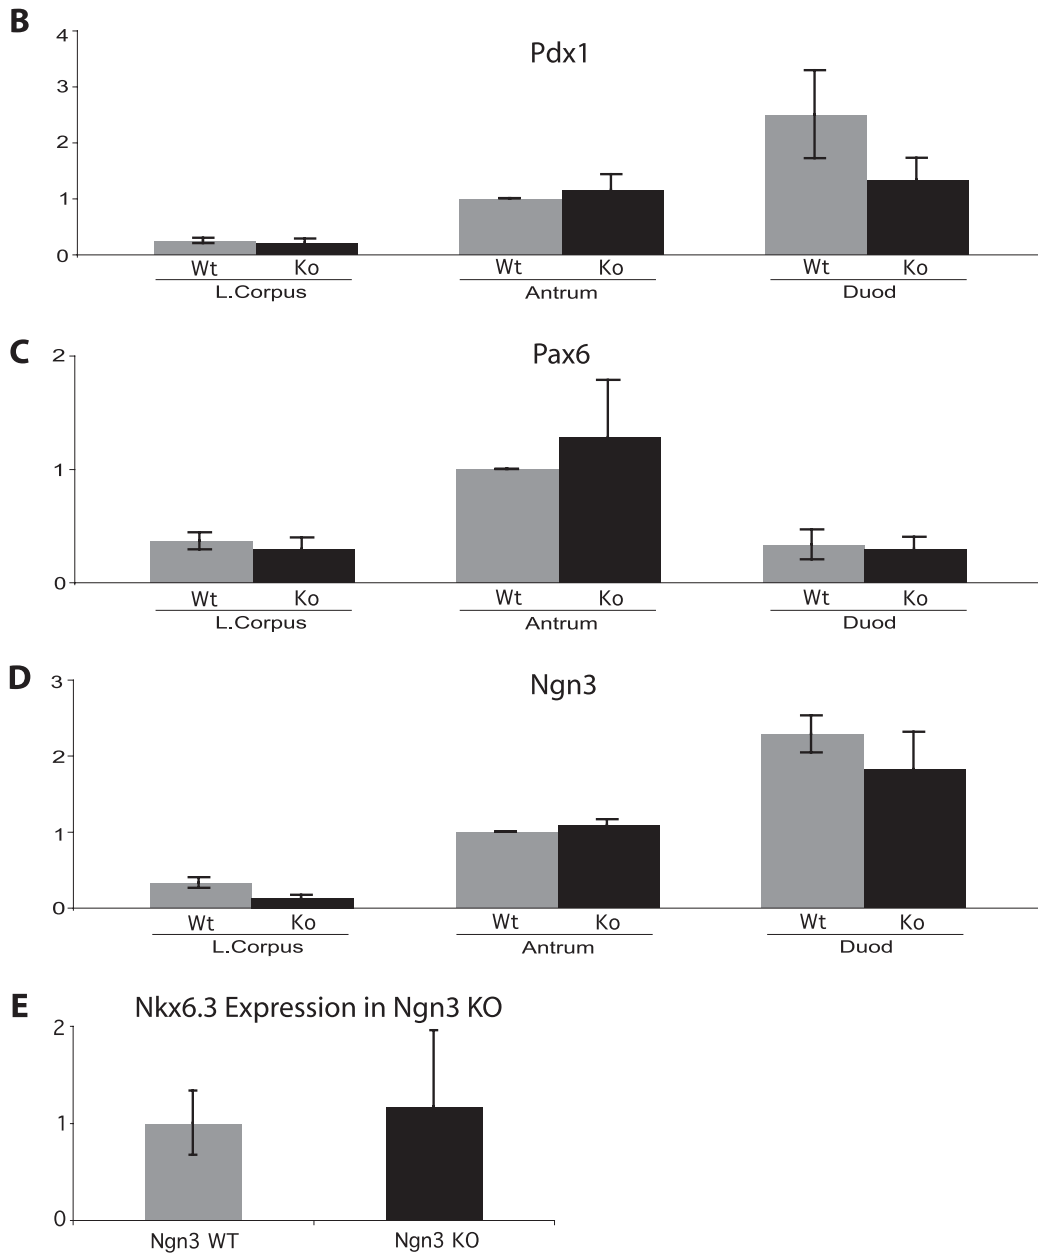 B
Pdx1
4
3
2
1
0
Wt Ko Wt Ko Wt Ko
L.Corpus Antrum Duod
C
Pax6
2
1
0
Wt Ko Wt Ko Wt Ko
L.Corpus Antrum Duod
D
Ngn3
3
2
1
0
Wt Ko Wt Ko Wt Ko
L.Corpus Antrum Duod
E
Nkx6.3 Expression in Ngn3 KO
2
1
0
Ngn3 WT Ngn3 KO